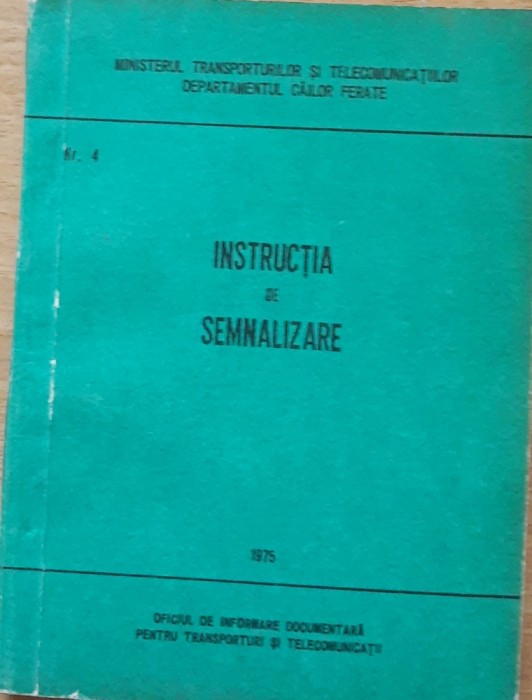 MINISTERUL TRANSPORTURILOR ȘI TELECOMUNICAȚIILOR
DEPARTAMENTUL CĂILOR FERATE
Nr. 4
INSTRUCȚIA
DE
SEMNALIZARE
1975
OFICIUL DE INFORMARE DOCUMENTARĂ
PENTRU TRANSPORTURI ȘI TELECOMUNICAȚII